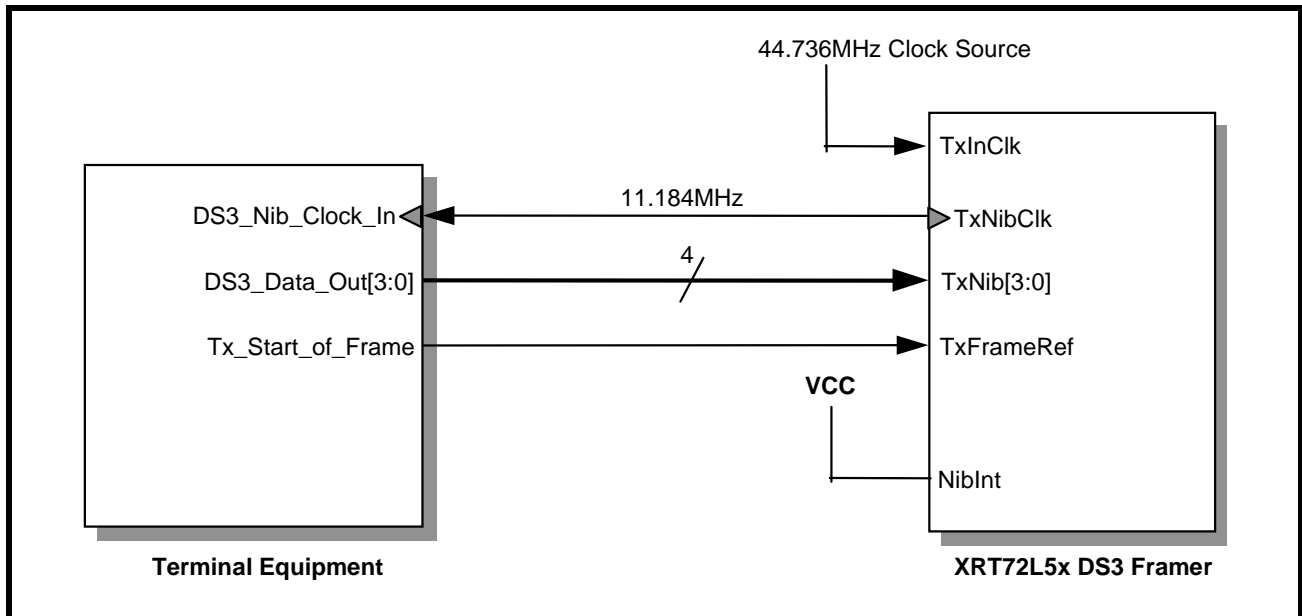 44.736MHz Clock Source
TxInClk
11.184MHz
DS3_Nib_Clock_In
TxNibClk
4
DS3_Data_Out[3:0]
TxNib[3:0]
Tx_Start_of_Frame
TxFrameRef
VCC
NibInt
Terminal Equipment
XRT72L5x DS3 Framer